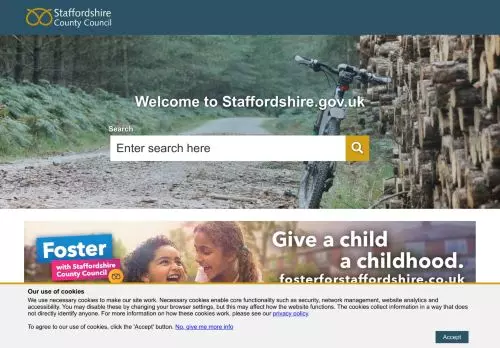 Staffordshire
County Council
Welcome to Staffordshire.gov.uk
Search
Enter search here
Foster
with Staffordshire
County Council
Give a child
a childhood.
fosterforstaffordshire.co.uk
Our use of cookies
We use necessary cookies to make our site work. Necessary cookies enable core functionality such as security, network management, website analytics and
accessibility. You may disable these by changing your browser settings, but this may affect how the website functions. The cookies collect information in a way that does
not directly identify anyone. For more information on how these cookies work, please see our privacy policy
To agree to our use of cookies, click the 'Accept' button. No, give me more info
Accept